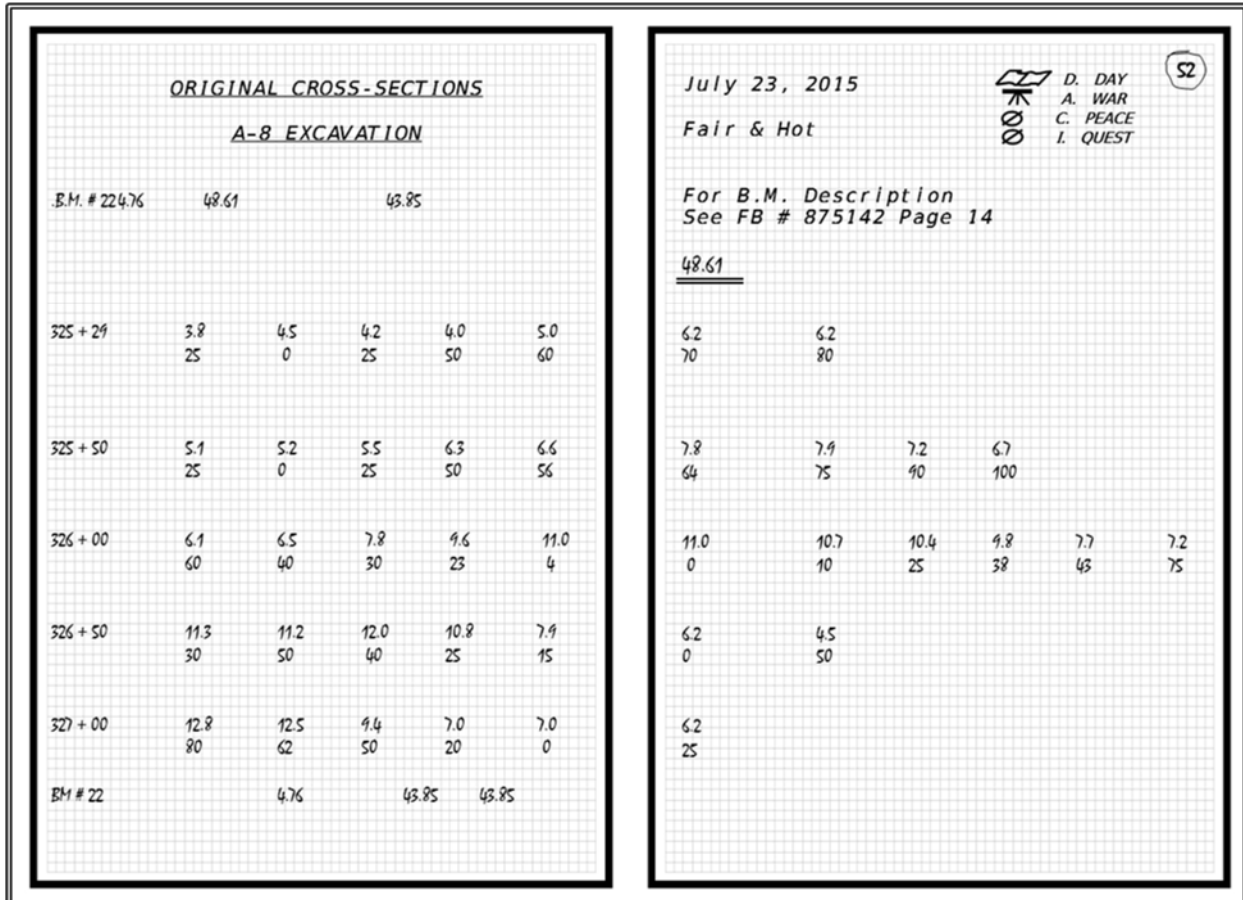 ORIGINAL CROSS-SECTIONS
A-8 EXCAVATION
.B.M. # 224.76 48.61 43.85
325 + 29 3.8 4.5 4.2 4.0 5.0
25 0 25 50 60
325 + 50 5.1 5.2 5.5 6.3 6.6
25 0 25 50 56
326 + 00 6.1 6.5 7.8 9.6 11.0
60 40 30 23 4
326 + 50 11.3 11.2 12.0 10.8 7.9
30 50 40 25 15
327 + 00 12.8 12.5 9.4 7.0 7.0
80 62 50 20 0
BM # 22 4.76 43.85 43.85
52
July 23, 2015
Fair & Hot
D. DAY
A. WAR
C. PEACE
I. QUEST
For B.M. Description
See FB # 875142 Page 14
48.61
6.2 6.2
70 80
7.8 7.9 7.2 6.7
64 75 90 100
11.0 10.7 10.4 9.8 7.7 7.2
0 10 25 38 43 75
6.2 4.5
0 50
6.2
25